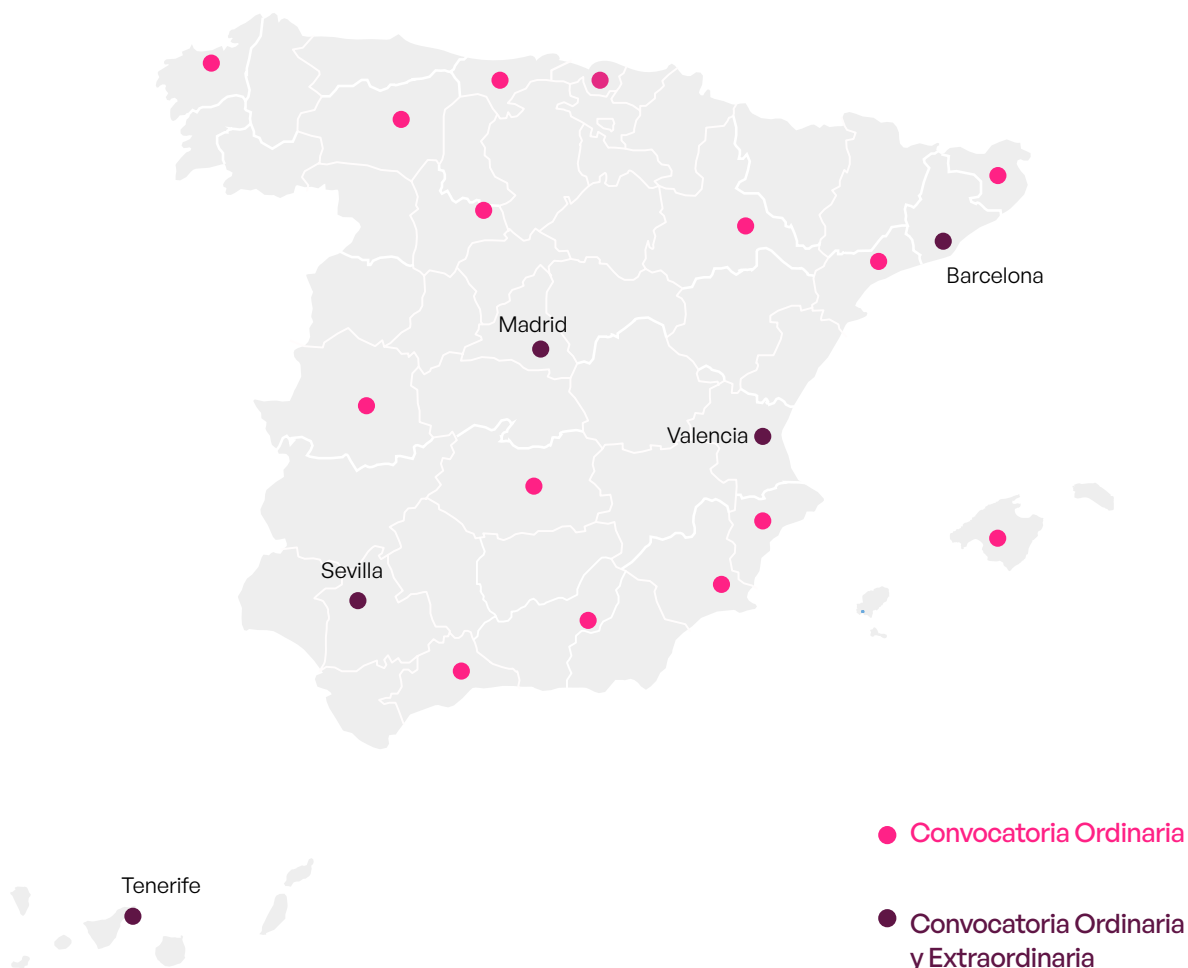 Barcelona
Madrid
Valencia
Sevilla
Convocatoria Ordinaria
Tenerife
Convocatoria Ordinaria
y Extraordinaria